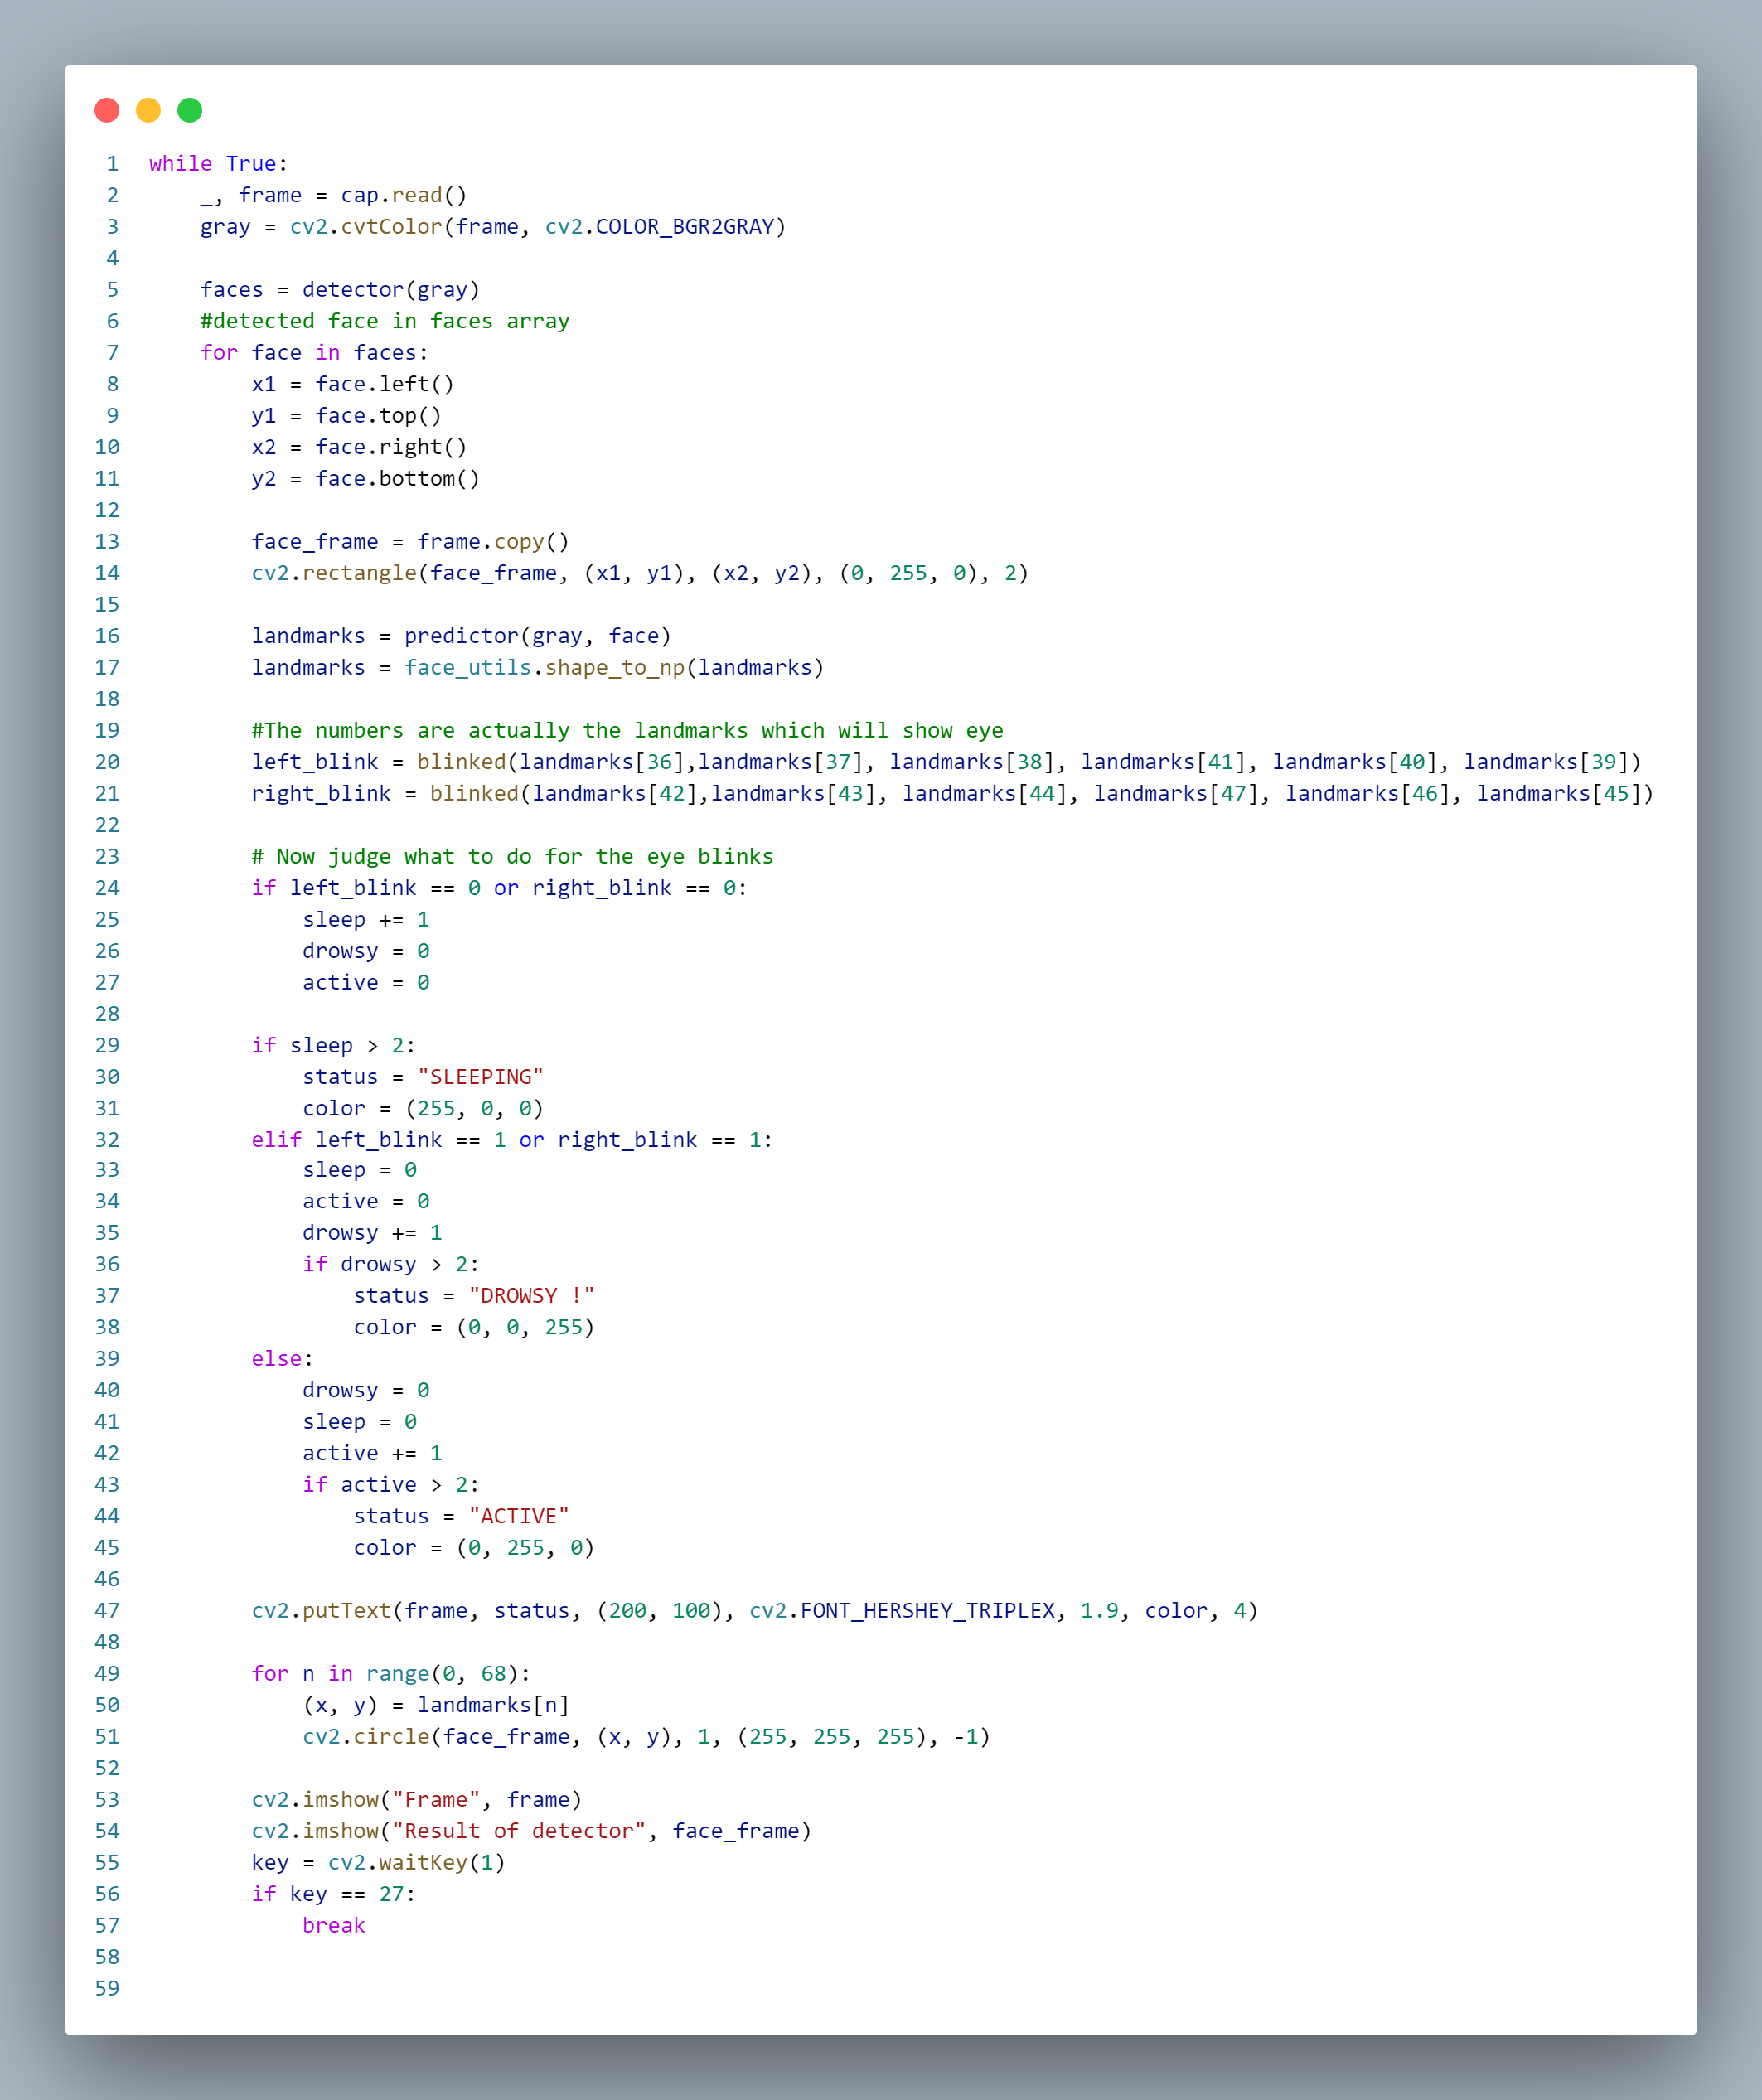 1 while True:
2     _, frame = cap.read()
3     gray = cv2.cvtColor(frame, cv2.COLOR_BGR2GRAY)
4
5     faces = detector(gray)
6     #detected face in faces array
7     for face in faces:
8         x1 = face.left()
9         y1 = face.top()
10         x2 = face.right()
11         y2 = face.bottom()
12
13         face_frame = frame.copy()
14         cv2.rectangle(face_frame, (x1, y1), (x2, y2), (0, 255, 0), 2)
15
16         landmarks = predictor(gray, face)
17         landmarks = face_utils.shape_to_np(landmarks)
18
19         #The numbers are actually the landmarks which will show eye
20         left_blink = blinked(landmarks[36],landmarks[37], landmarks[38], landmarks[41], landmarks[40], landmarks[39])
21         right_blink = blinked(landmarks[42],landmarks[43], landmarks[44], landmarks[47], landmarks[46], landmarks[45])
22
23         # Now judge what to do for the eye blinks
24         if left_blink == 0 or right_blink == 0:
25             sleep += 1
26             drowsy = 0
27             active = 0
28
29         if sleep > 2:
30             status = "SLEEPING"
31             color = (255, 0, 0)
32         elif left_blink == 1 or right_blink == 1:
33             sleep = 0
34             active = 0
35             drowsy += 1
36             if drowsy > 2:
37                 status = "DROWSY !"
38                 color = (0, 0, 255)
39         else:
40             drowsy = 0
41             sleep = 0
42             active += 1
43             if active > 2:
44                 status = "ACTIVE"
45                 color = (0, 255, 0)
46
47         cv2.putText(frame, status, (200, 100), cv2.FONT_HERSHEY_TRIPLEX, 1.9, color, 4)
48
49         for n in range(0, 68):
50             (x, y) = landmarks[n]
51             cv2.circle(face_frame, (x, y), 1, (255, 255, 255), -1)
52
53         cv2.imshow("Frame", frame)
54         cv2.imshow("Result of detector", face_frame)
55         key = cv2.waitKey(1)
56         if key == 27:
57             break
58
59